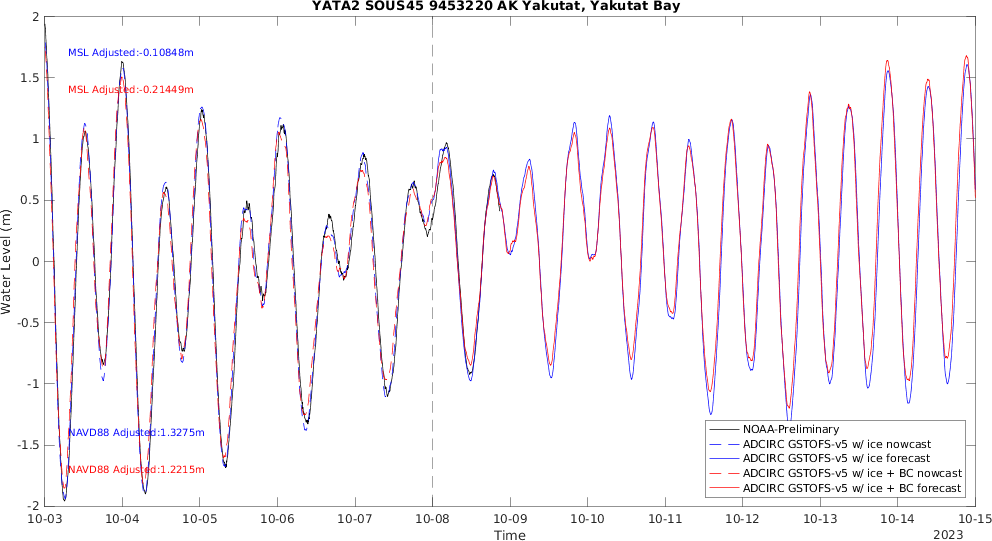 YATA2 SOUS45 9453220 AK Yakutat, Yakutat Bay
MSL Adjusted:-0.10848m
MSL Adjusted:-0.21449m
NAVD88 Adjusted:1.3275m
NAVD88 Adjusted:1.2215m
Water Level (m)
2
1.5
1
0.5
0
-0.5
-1
-1.5
-2
NOAA-Preliminary
ADCIRC GSTOFS-v5 w/ ice nowcast
ADCIRC GSTOFS-v5 w/ ice forecast
ADCIRC GSTOFS-v5 w/ ice + BC nowcast
ADCIRC GSTOFS-v5 w/ ice + BC forecast
10-03 10-04 10-05 10-06 10-07 10-08 10-09 10-10 10-11 10-12 10-13 10-14 10-15
Time
2023